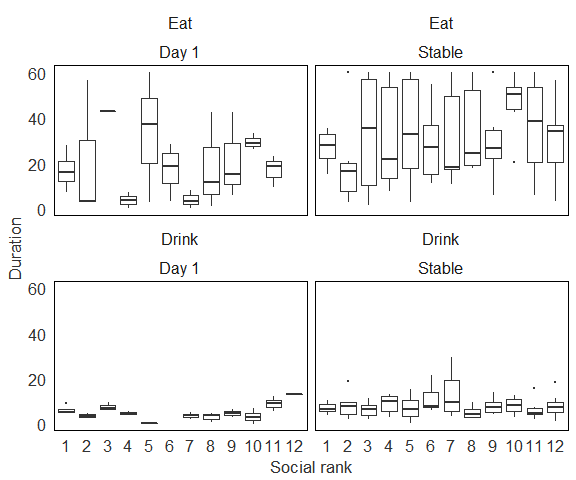 Eat Eat
Day 1 Stable
60
40
20
0
Duration
Drink Drink
Day 1 Stable
60
40
20
0
1 2 3 4 5 6 7 8 9 10 11 12 1 2 3 4 5 6 7 8 9 10 11 12
Social rank